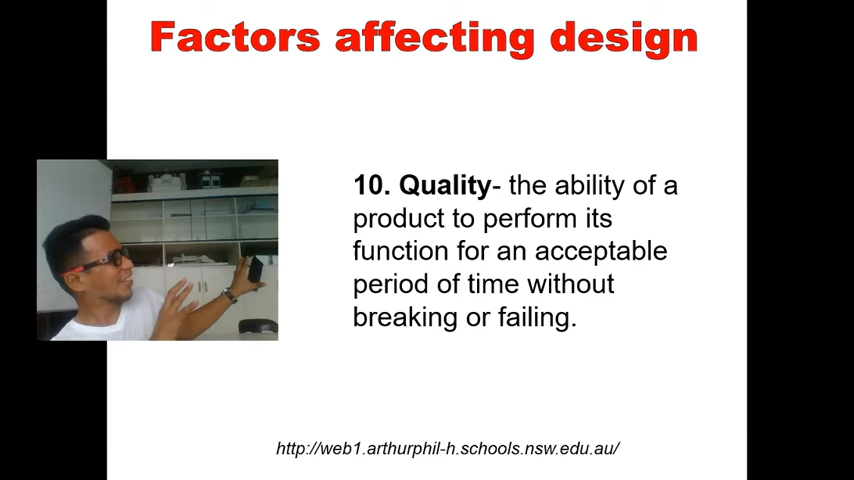 Factors affecting design
10. Quality- the ability of a
product to perform its
function for an acceptable
period of time without
breaking or failing.
http://web1.arthurphil-h.schools.nsw.edu.au/